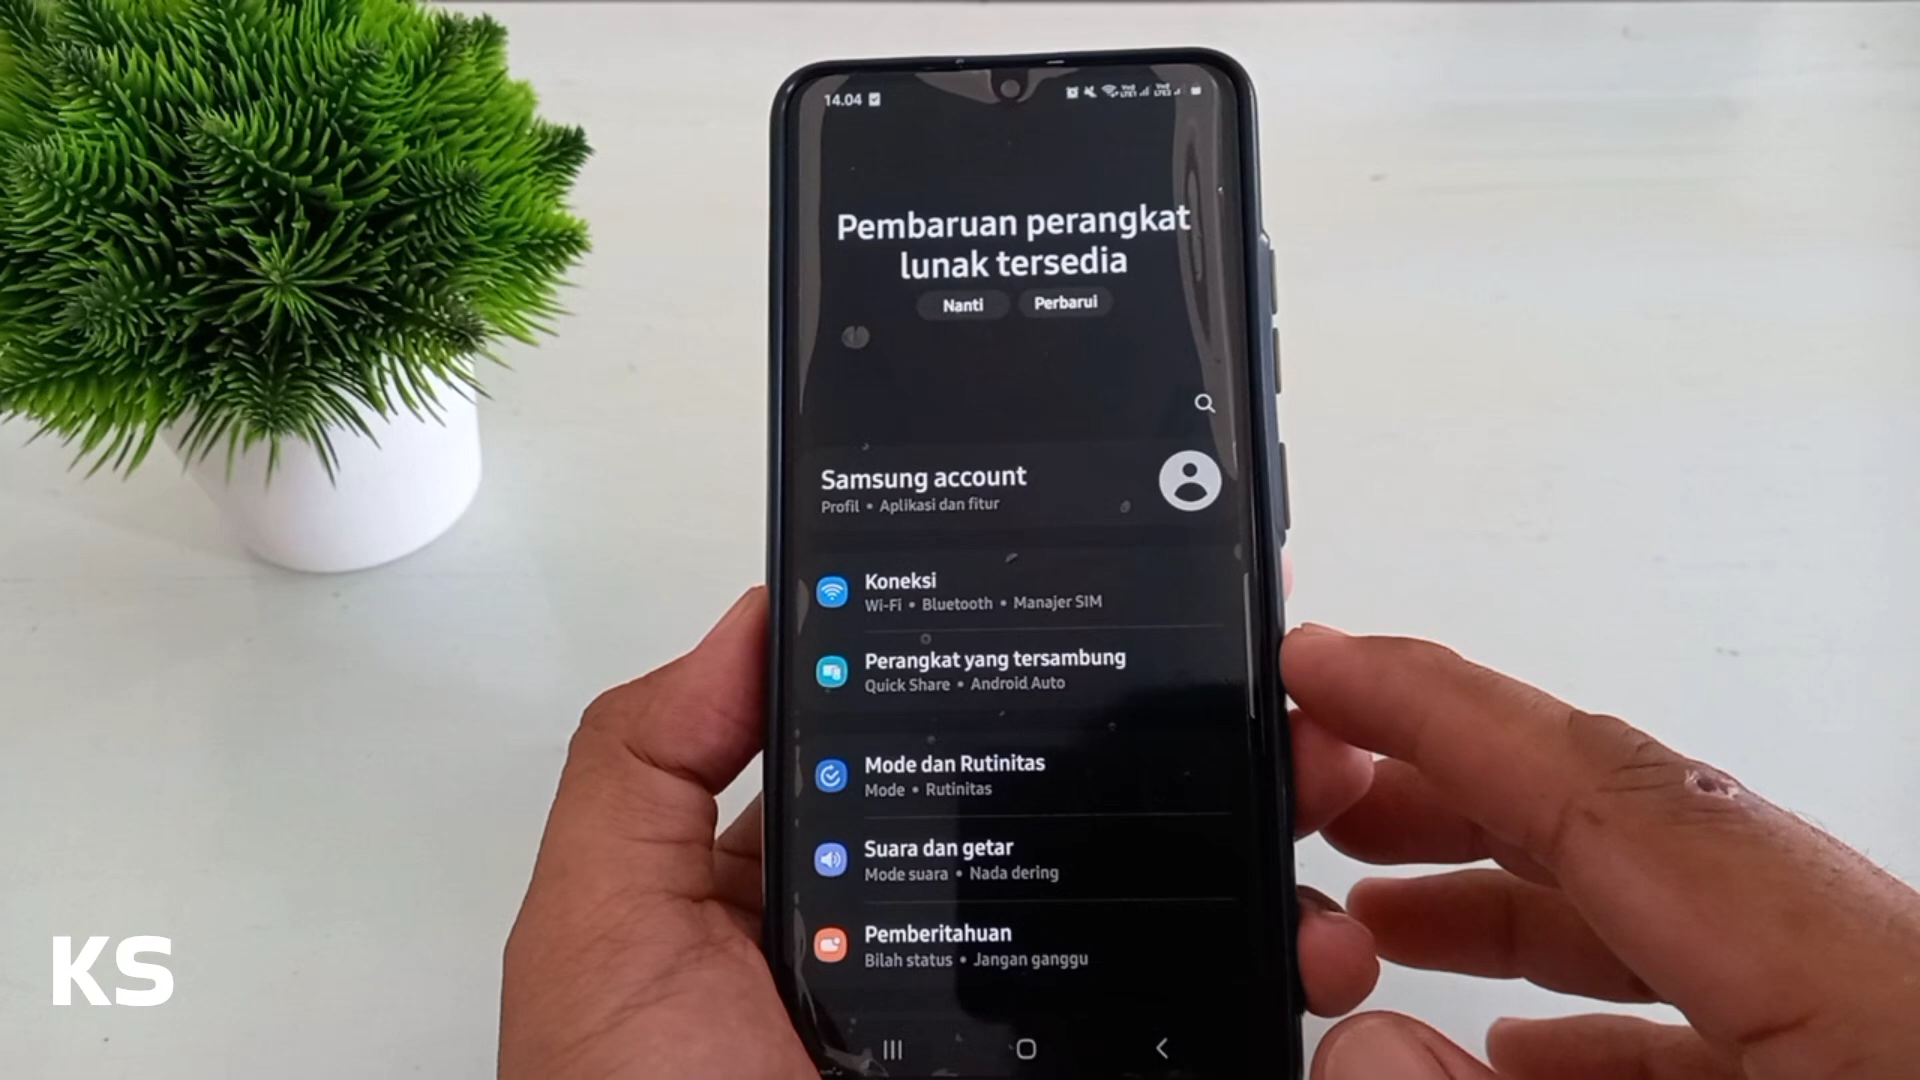 14.04
Pembaruan perangkat
lunak tersedia
Nanti Perbarui
Samsung account
Profil • Aplikasi dan fitur
Koneksi
Wi-Fi • Bluetooth • Manajer SIM
Perangkat yang tersambung
Quick Share • Android Auto
Mode dan Rutinitas
Mode • Rutinitas
Suara dan getar
Mode suara • Nada dering
Pemberitahuan
Bilah status • Jangan ganggu
KS